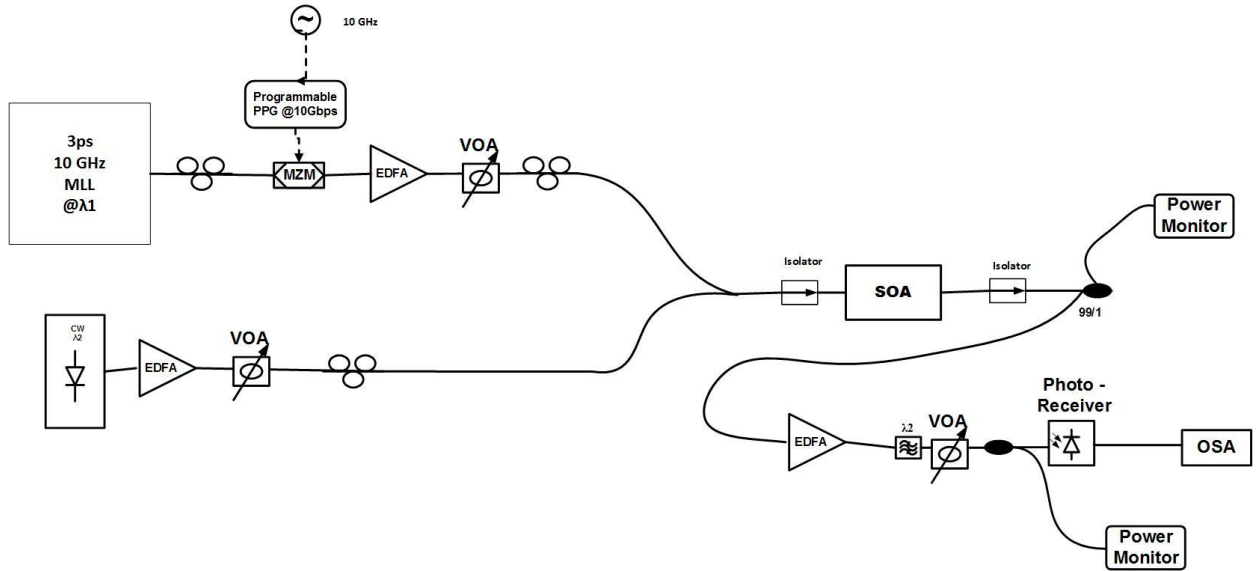 ~
10 GHz
Programmable
PPG @10Gbps
3ps
10 GHz
MLL
@λ1
MZM
EDFA
VOA
Power
Monitor
Isolator
SOA
Isolator
99/1
CW
λ2
EDFA
VOA
Photo -
Receiver
EDFA
λ2
VOA
OSA
Power
Monitor